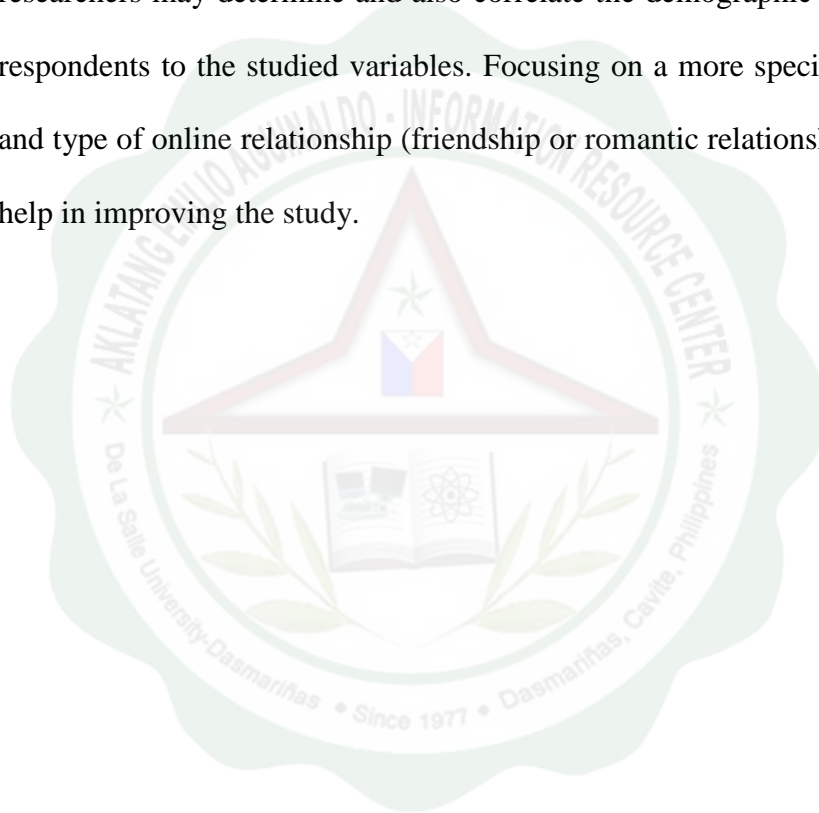 researchers may determine and also correlate the demographic
respondents to the studied variables. Focusing on a more speci
and type of online relationship (friendship or romantic relations
help in improving the study.
AKLATANG EMILIO AGUINALDO - INFORMATION RESOURCE CENTER
De La Salle University-Dasmariñas • Since 1977 • Dasmariñas, Cavite, Philippines